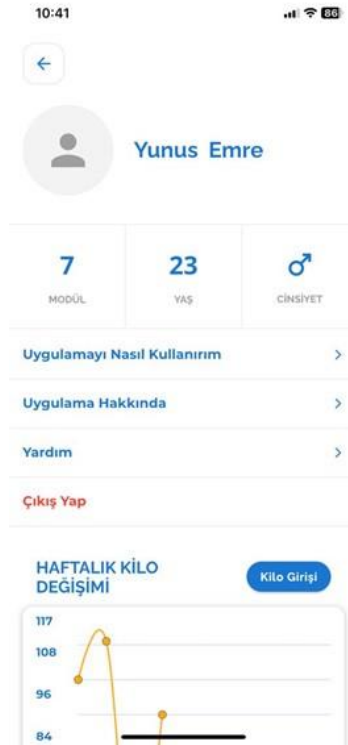 10:41
86
Yunus Emre
7
23
MODÜL
YAŞ
CİNSİYET
Uygulamayı Nasıl Kullanırım
Uygulama Hakkında
Yardım
Çıkış Yap
HAFTALIK KİLO
DEĞİŞİMİ
Kilo Girişi
117
108
96
84